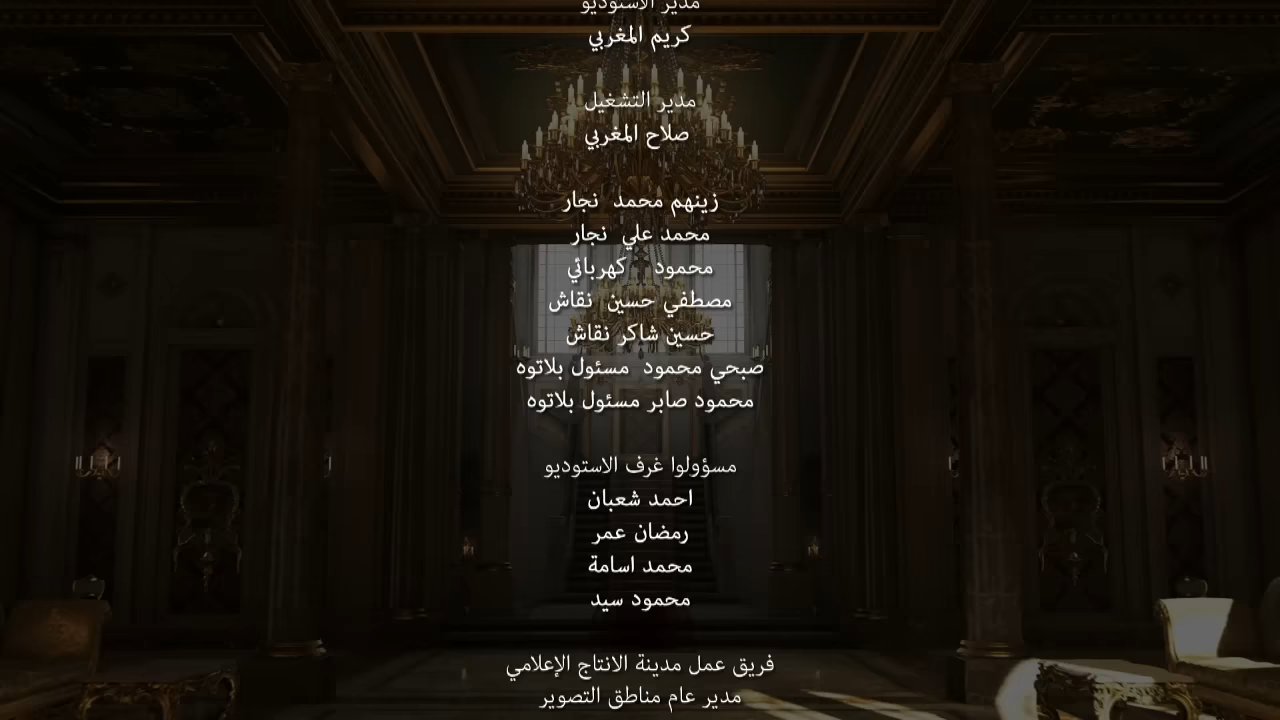 مدير الاستوديو
كريم المغربي
مدير التشغيل
صلاح المغربي
زينهم محمد نجار
محمد علي نجار
محمود كهربائي
مصطفي حسين نقاش
حسين شاكر نقاش
صبحي محمود مسئول بلاتوه
محمود صابر مسئول بلاتوه
مسؤولوا غرف الاستوديو
احمد شعبان
رمضان عمر
محمد اسامة
محمود سيد
فريق عمل مدينة الانتاج الإعلامي
مدير عام مناطق التصوير